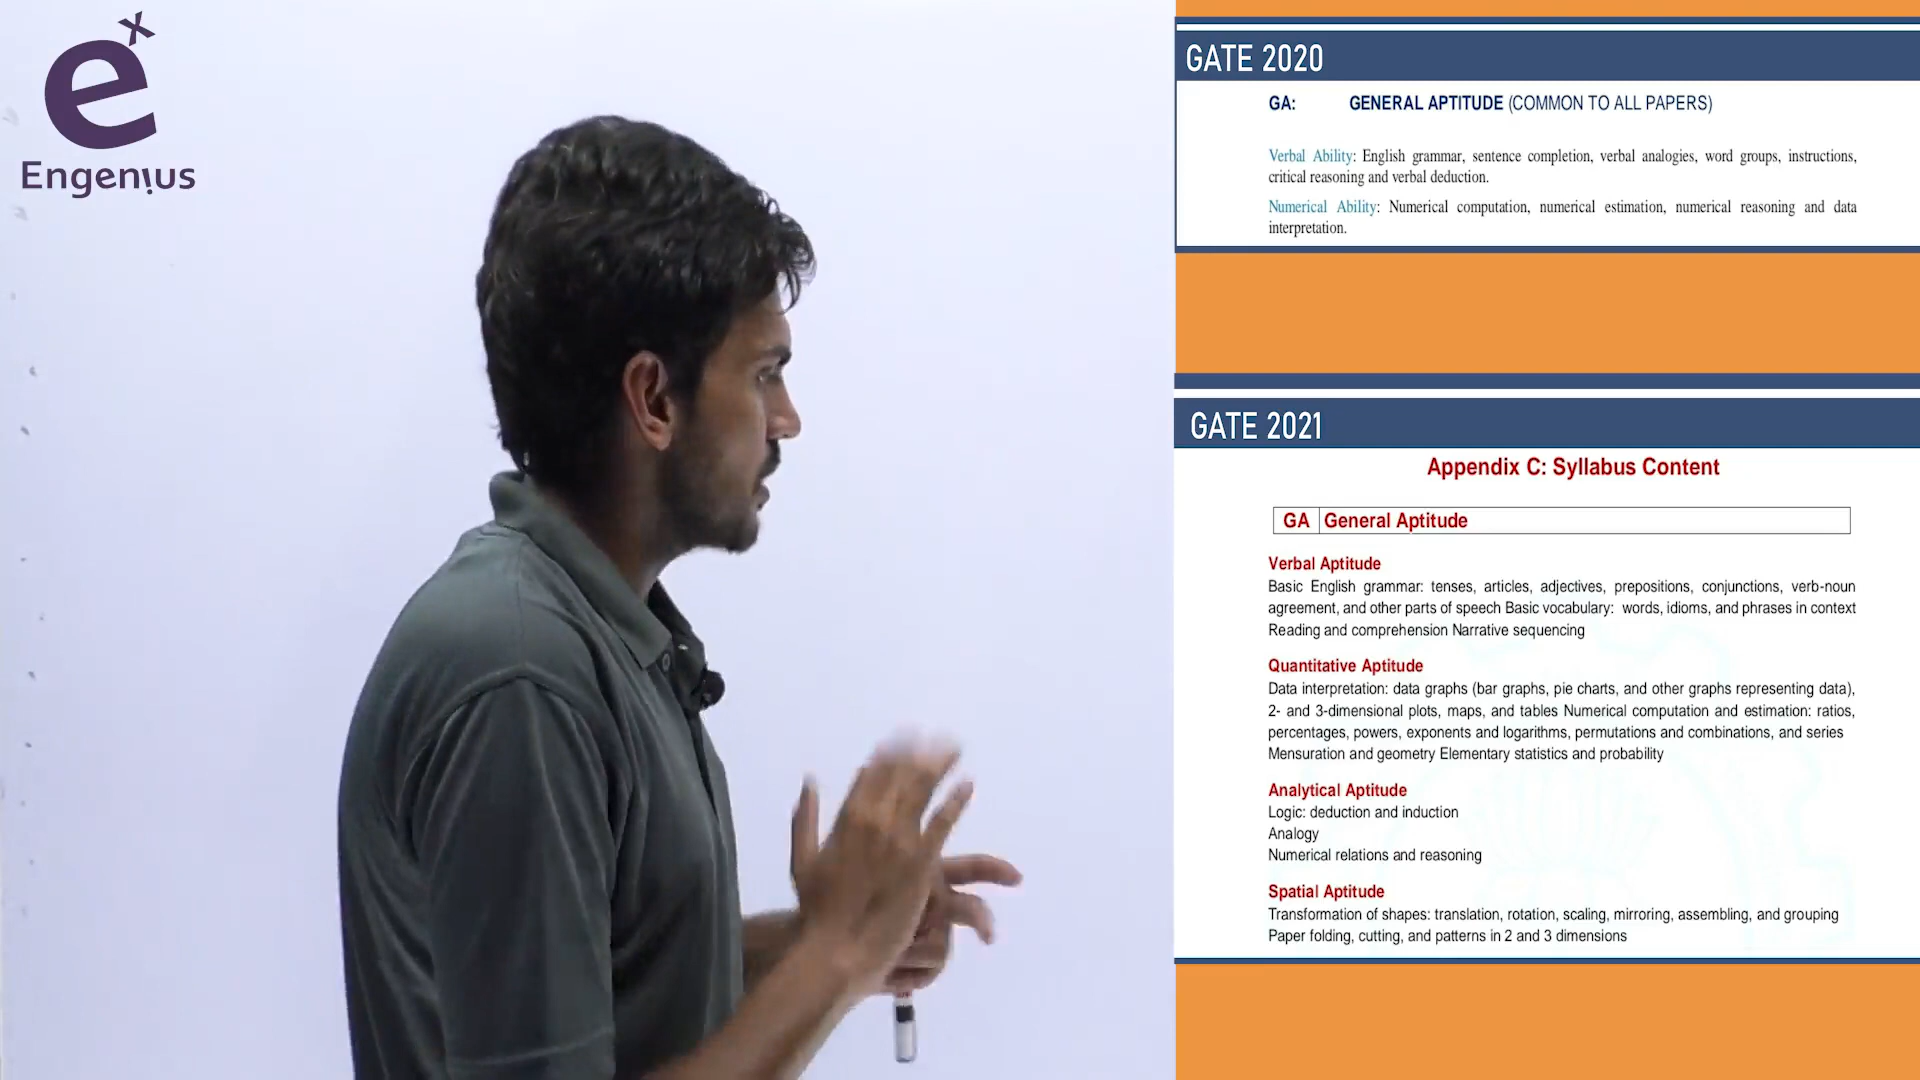 ex
Engenius
GATE 2020
GA: GENERAL APTITUDE (COMMON TO ALL PAPERS)
Verbal Ability: English grammar, sentence completion, verbal analogies, word groups, instructions,
critical reasoning and verbal deduction.
Numerical Ability: Numerical computation, numerical estimation, numerical reasoning and data
interpretation.
GATE 2021
Appendix C: Syllabus Content
GA General Aptitude
Verbal Aptitude
Basic English grammar: tenses, articles, adjectives, prepositions, conjunctions, verb-noun
agreement, and other parts of speech Basic vocabulary: words, idioms, and phrases in context
Reading and comprehension Narrative sequencing
Quantitative Aptitude
Data interpretation: data graphs (bar graphs, pie charts, and other graphs representing data),
2- and 3-dimensional plots, maps, and tables Numerical computation and estimation: ratios,
percentages, powers, exponents and logarithms, permutations and combinations, and series
Mensuration and geometry Elementary statistics and probability
Analytical Aptitude
Logic: deduction and induction
Analogy
Numerical relations and reasoning
Spatial Aptitude
Transformation of shapes: translation, rotation, scaling, mirroring, assembling, and grouping
Paper folding, cutting, and patterns in 2 and 3 dimensions